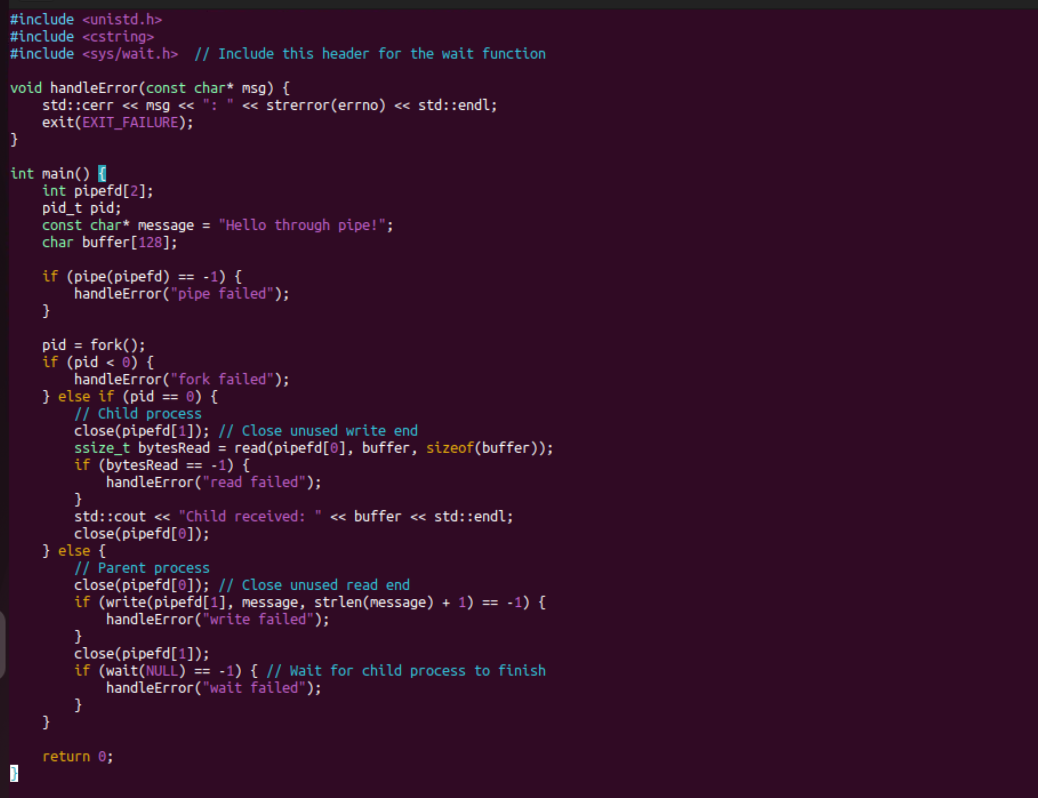 #include <unistd.h>
#include <cstring>
#include <sys/wait.h>  // Include this header for the wait function

void handleError(const char* msg) {
    std::cerr << msg << ": " << strerror(errno) << std::endl;
    exit(EXIT_FAILURE);
}

int main() {
    int pipefd[2];
    pid_t pid;
    const char* message = "Hello through pipe!";
    char buffer[128];

    if (pipe(pipefd) == -1) {
        handleError("pipe failed");
    }

    pid = fork();
    if (pid < 0) {
        handleError("fork failed");
    } else if (pid == 0) {
        // Child process
        close(pipefd[1]); // Close unused write end
        ssize_t bytesRead = read(pipefd[0], buffer, sizeof(buffer));
        if (bytesRead == -1) {
            handleError("read failed");
        }
        std::cout << "Child received: " << buffer << std::endl;
        close(pipefd[0]);
    } else {
        // Parent process
        close(pipefd[0]); // Close unused read end
        if (write(pipefd[1], message, strlen(message) + 1) == -1) {
            handleError("write failed");
        }
        close(pipefd[1]);
        if (wait(NULL) == -1) { // Wait for child process to finish
            handleError("wait failed");
        }
    }

    return 0;
}